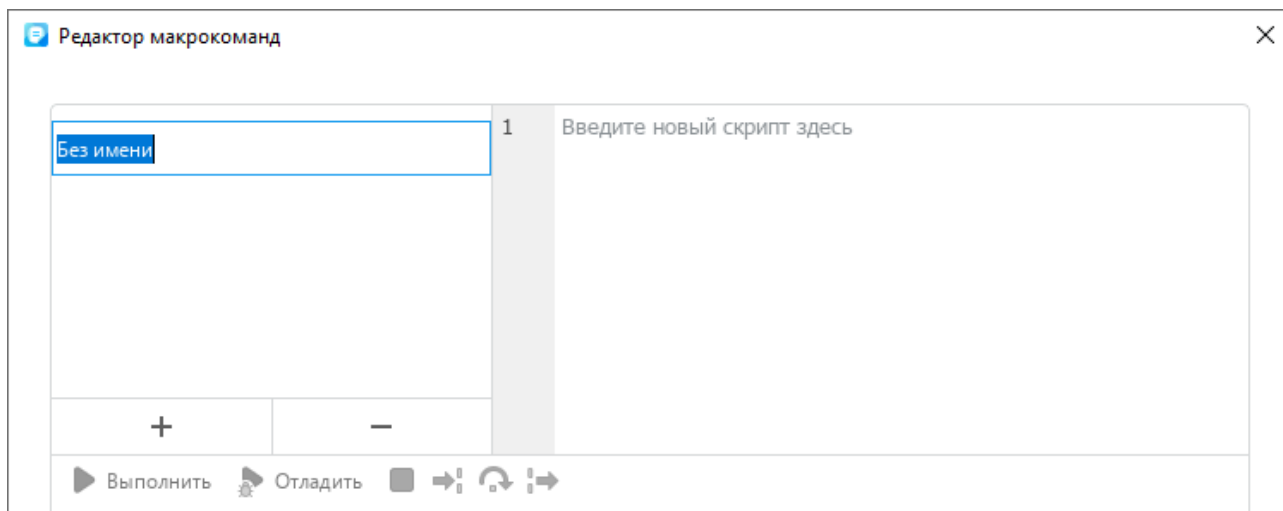 Редактор макрокоманд
Без имени
1 Введите новый скрипт здесь
+ −
Выполнить Отладить